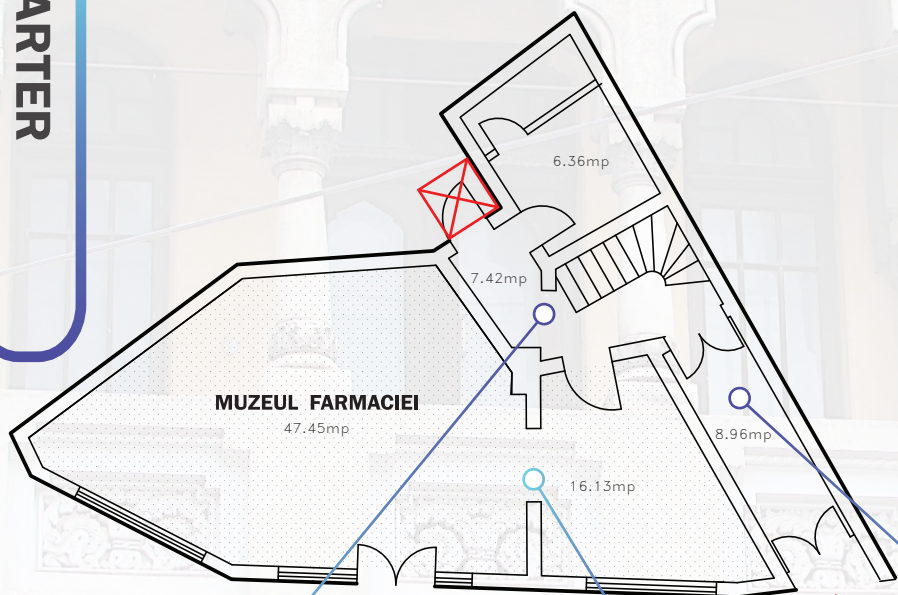 ARTER
6.36mp
7.42mp
MUZEUL FARMACIEI
47.45mp
8.96mp
16.13mp